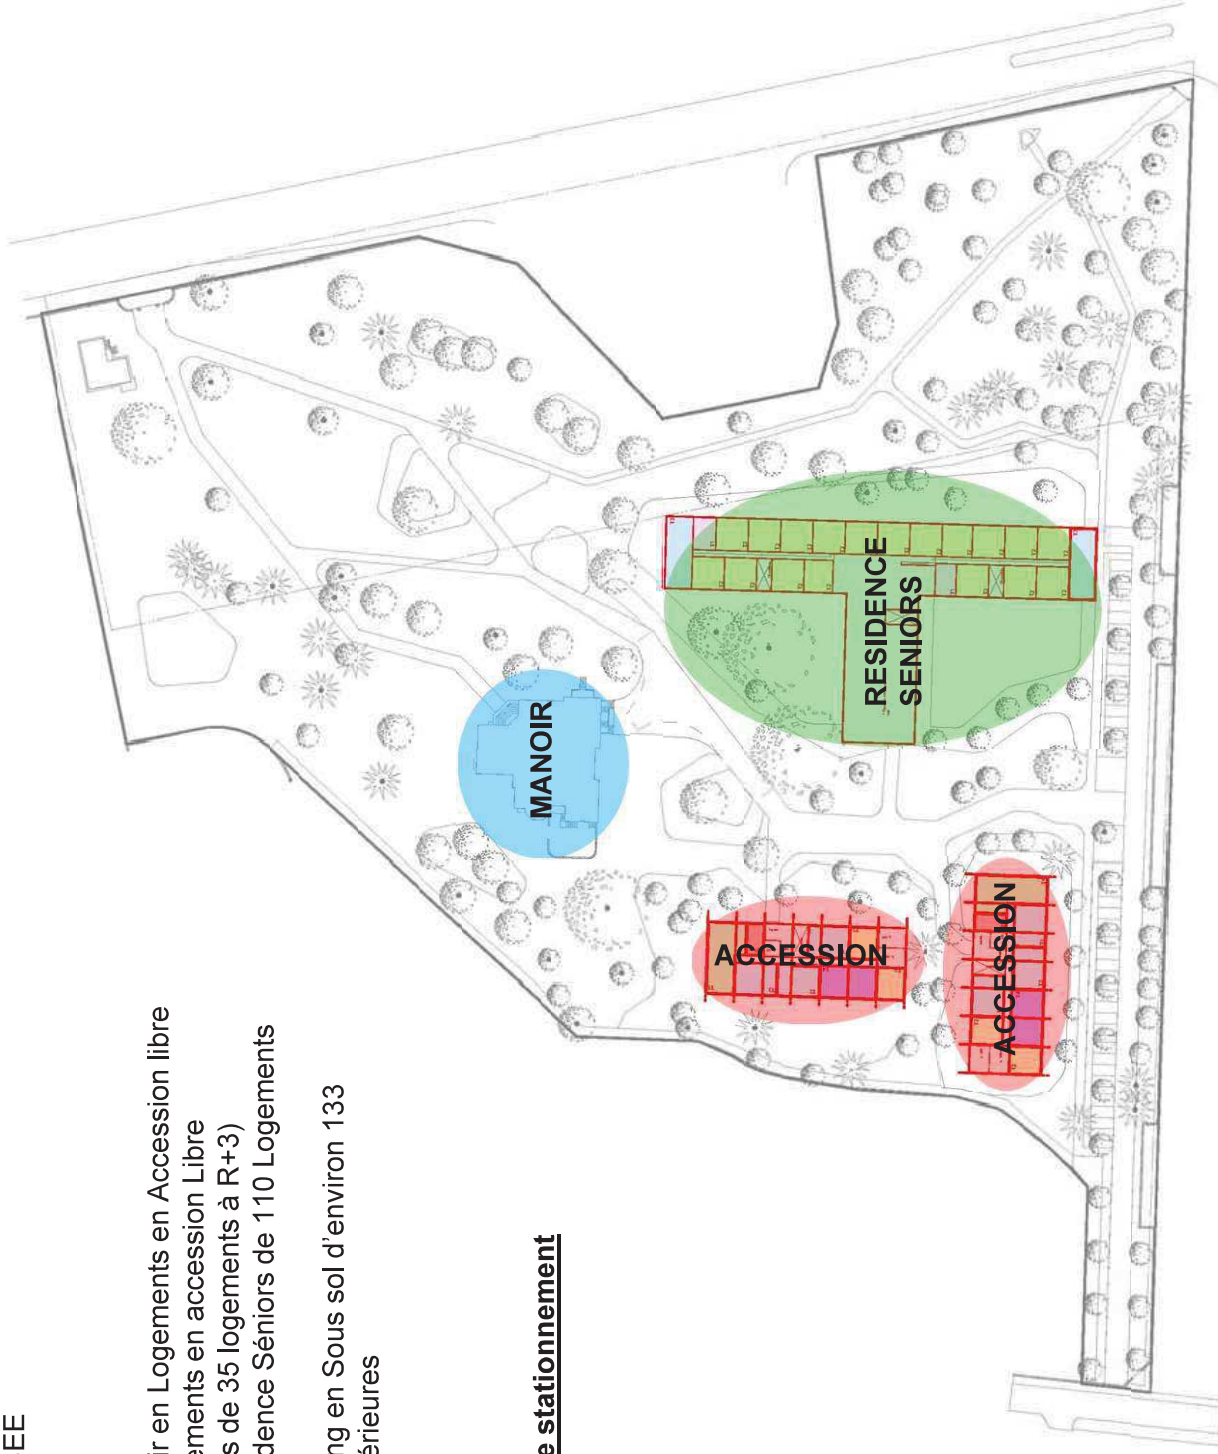 EE
ir en Logements en Accession libre
ements en accession Libre
s de 35 logements à R+3)
dence Séniors de 110 Logements
ng en Sous sol d'environ 133
érieures
e stationnement
MANOIR
ACCESSION
ACCESSION
RESIDENCE
SENIORS